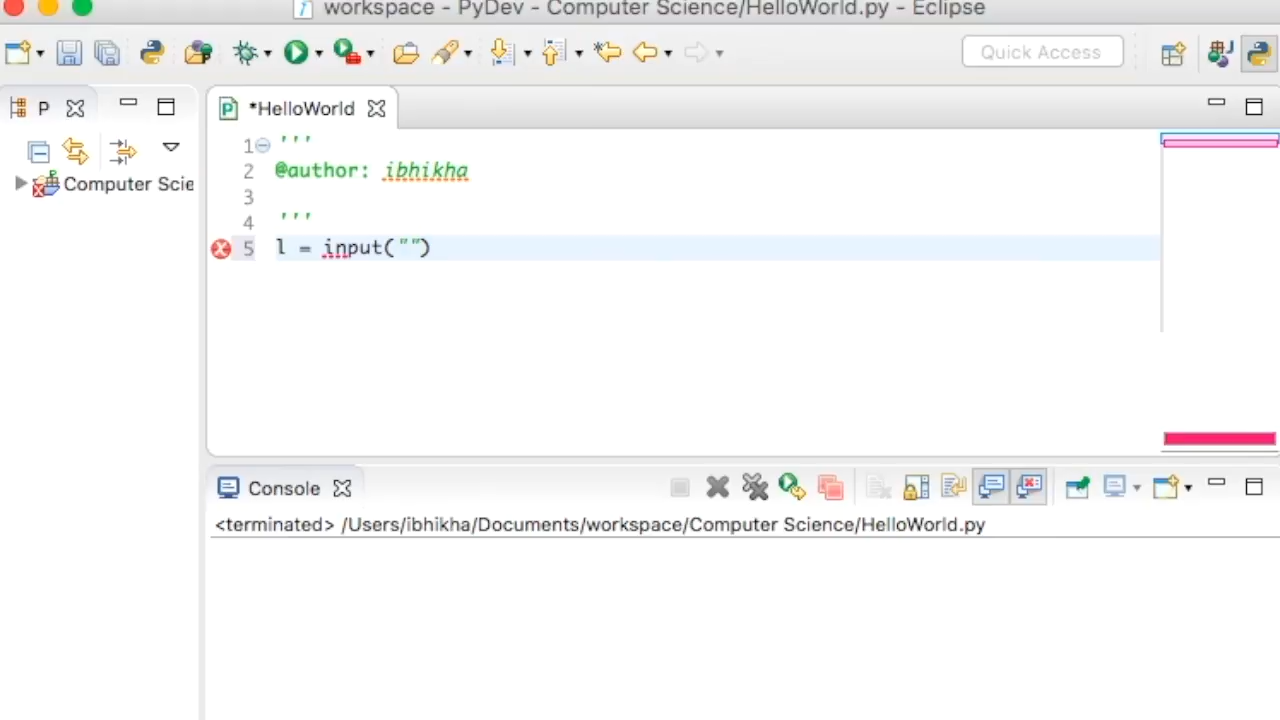 workspace - PyDev - Computer Science/HelloWorld.py - Eclipse
Quick Access
P
*HelloWorld
Computer Scie
1 '''
2 @author: ibhikha
3
4 '''
5 l = input("")
Console
<terminated> /Users/ibhikha/Documents/workspace/Computer Science/HelloWorld.py